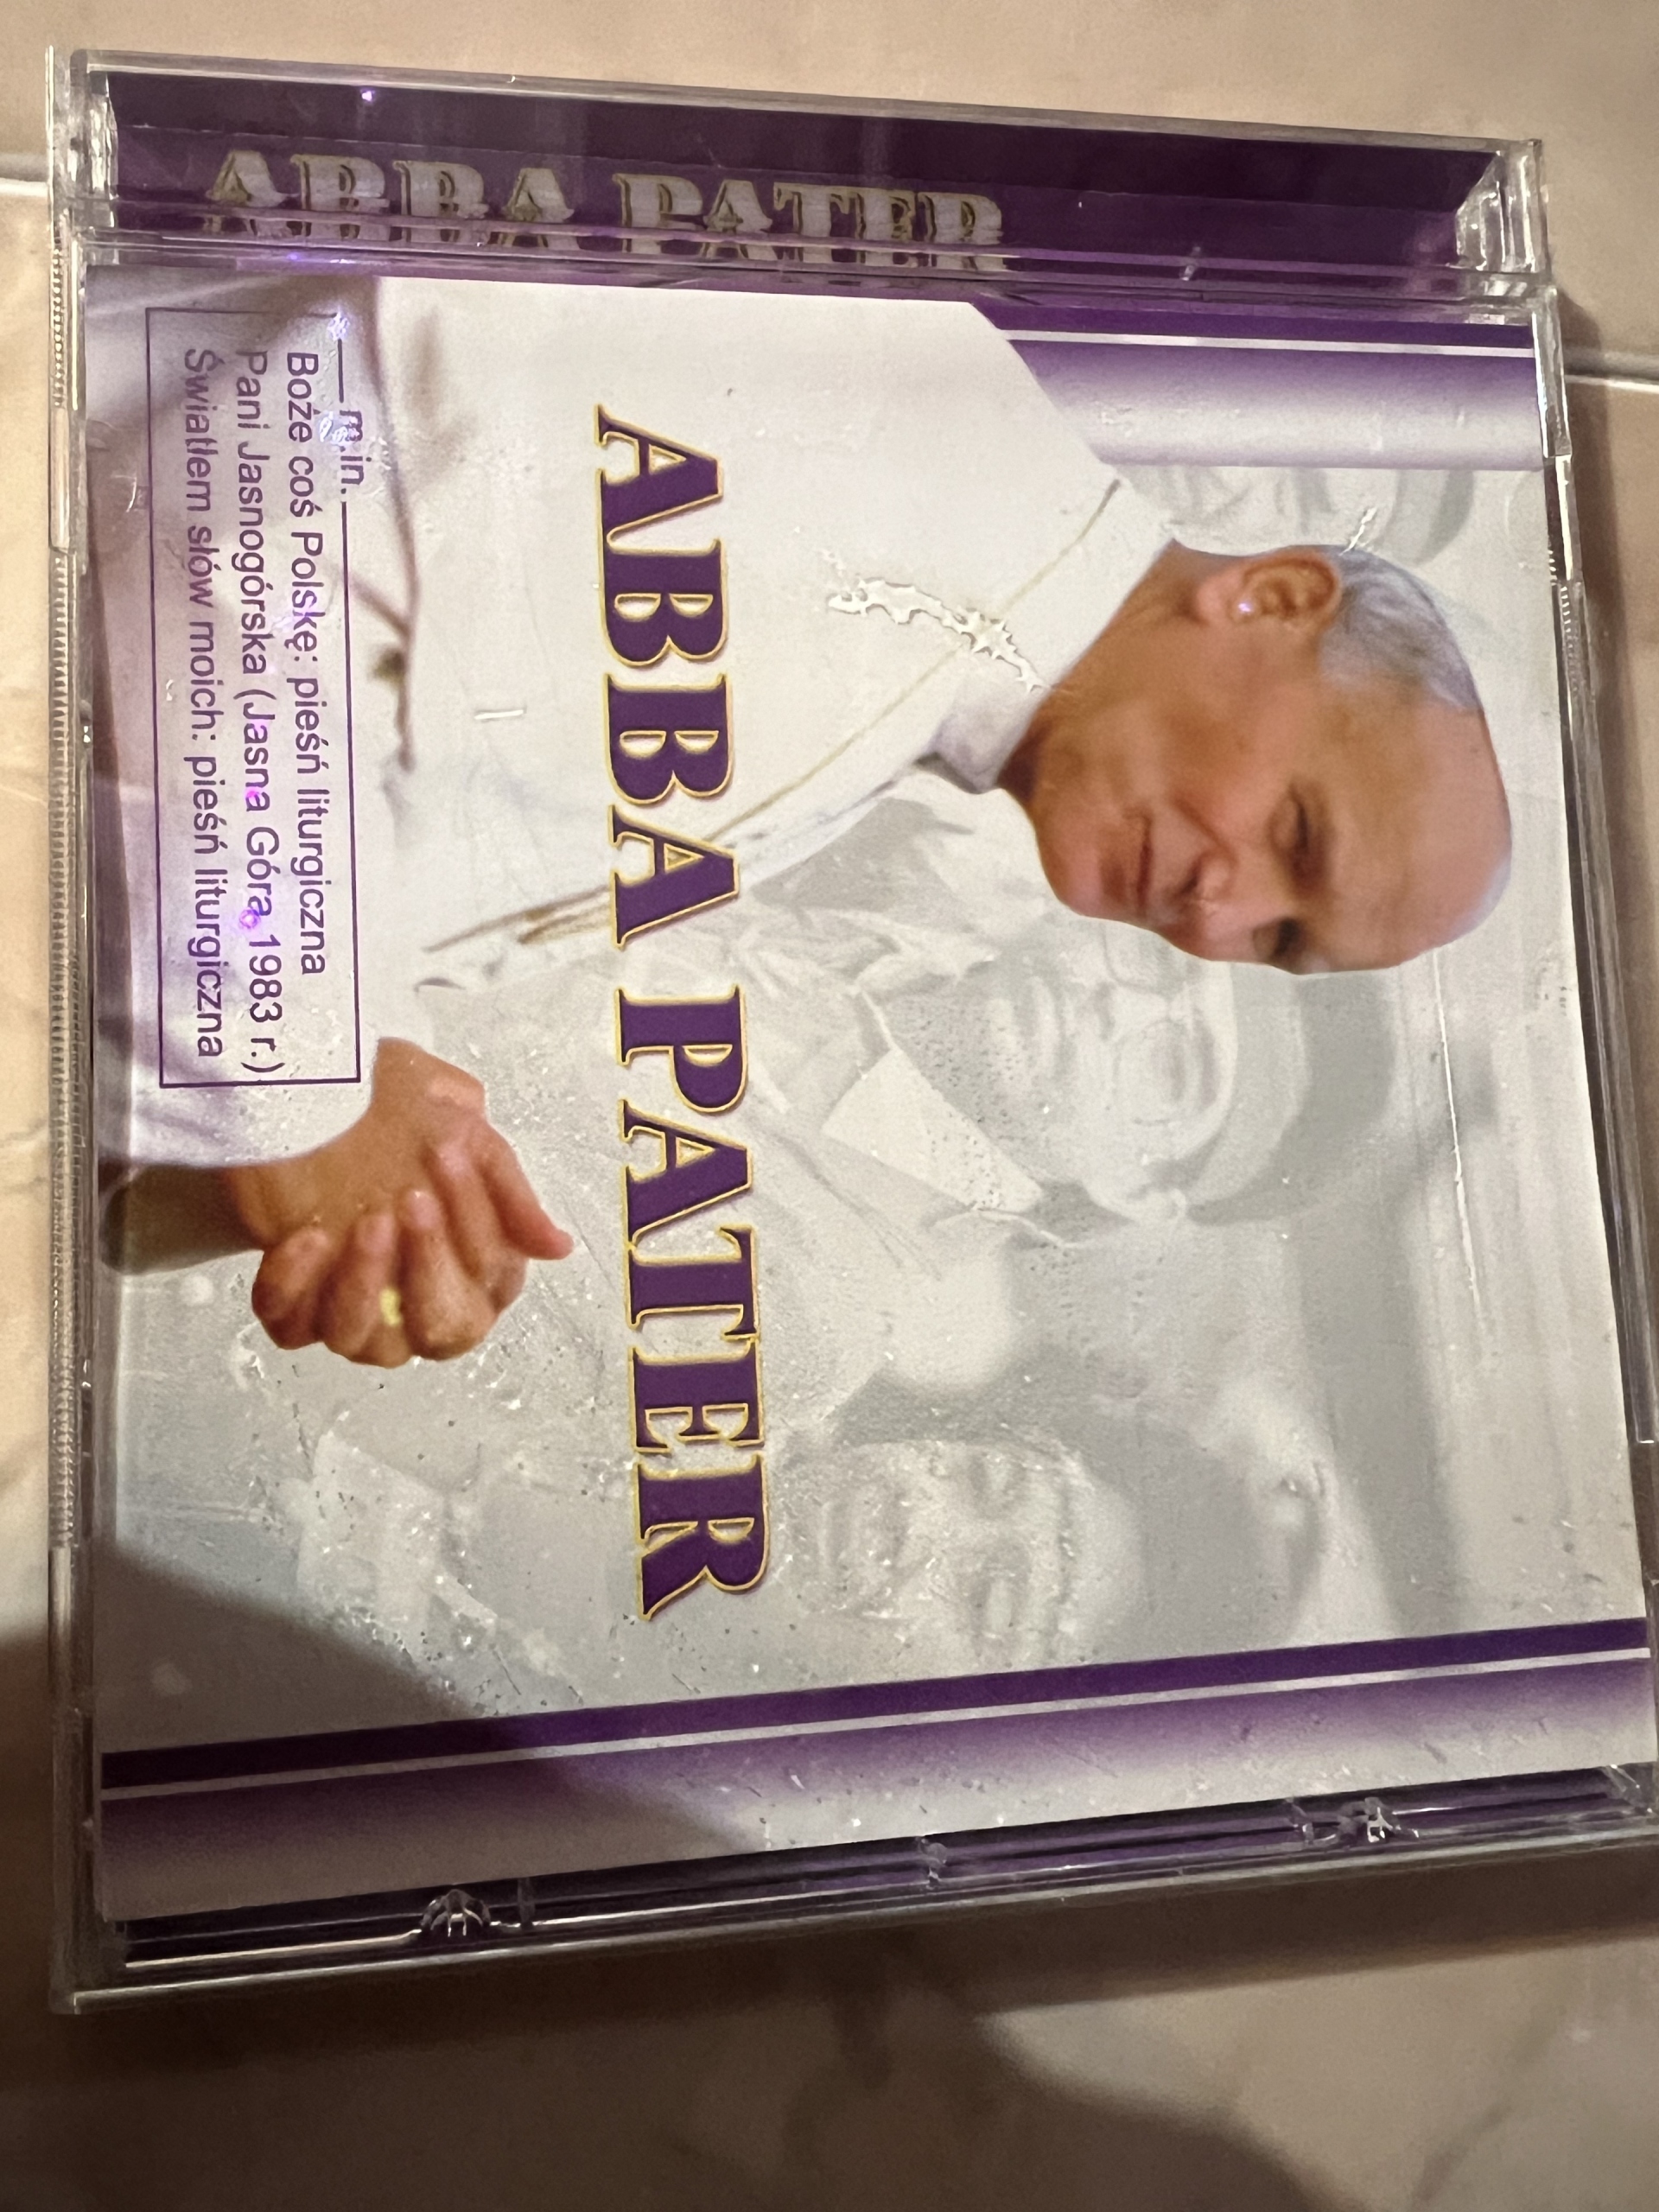 ABBA PATER
ABBA PATER
m.in.
Boże coś Polskę: pieśń liturgiczna
Pani Jasnogórska (Jasna Góra, 1983 r.)
Światłem słów moich: pieśń liturgiczna